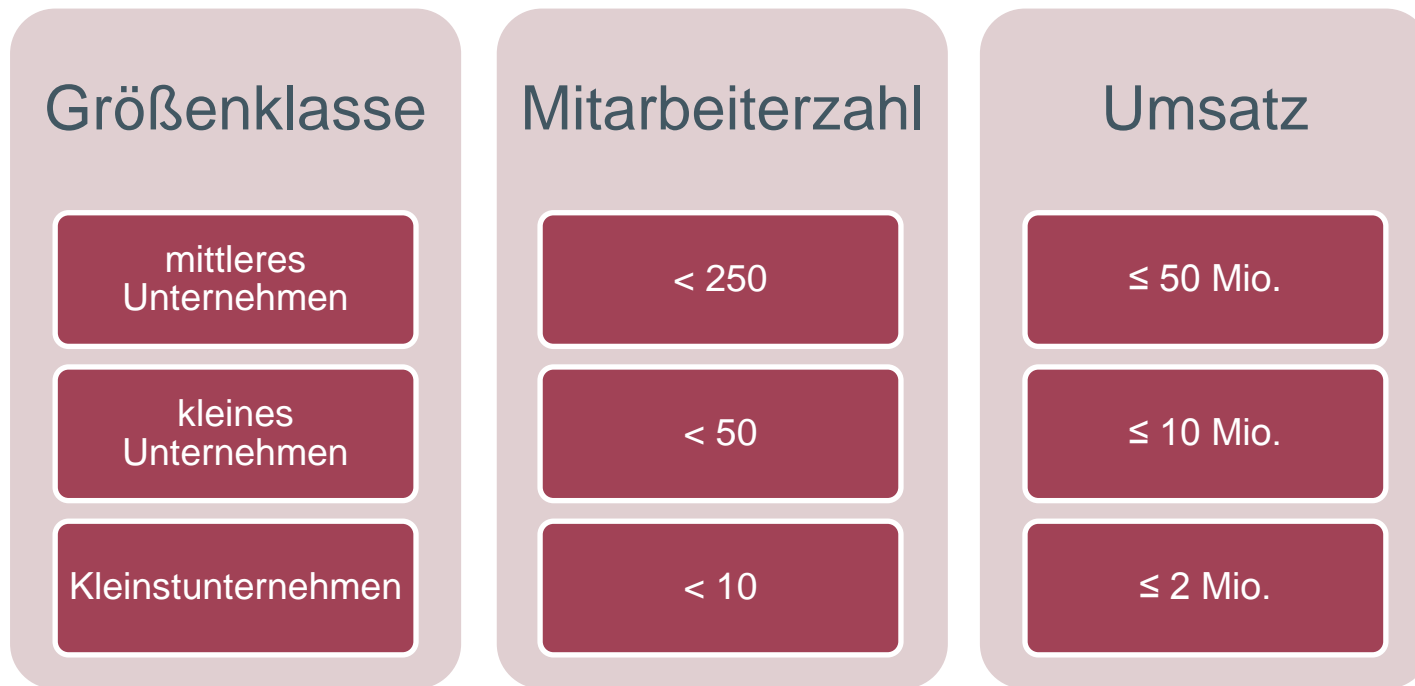 Größenklasse
mittleres
Unternehmen
kleines
Unternehmen
Kleinstunternehmen
Mitarbeiterzahl
< 250
< 50
< 10
Umsatz
≤ 50 Mio.
≤ 10 Mio.
≤ 2 Mio.